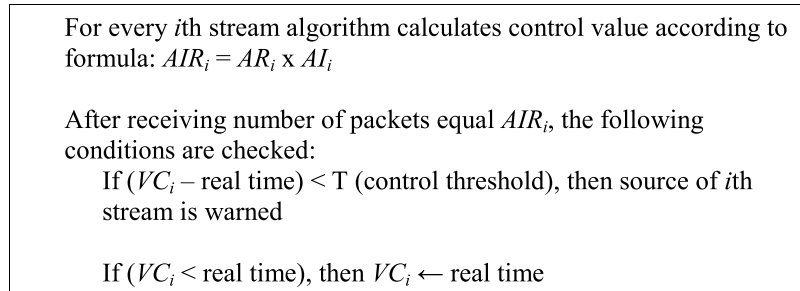 For every ith stream algorithm calculates control value according to
formula: AIRᵢ = ARᵢ x AIᵢ
After receiving number of packets equal AIRᵢ, the following
conditions are checked:
If (VCᵢ – real time) < T (control threshold), then source of ith
stream is warned
If (VCᵢ < real time), then VCᵢ ← real time